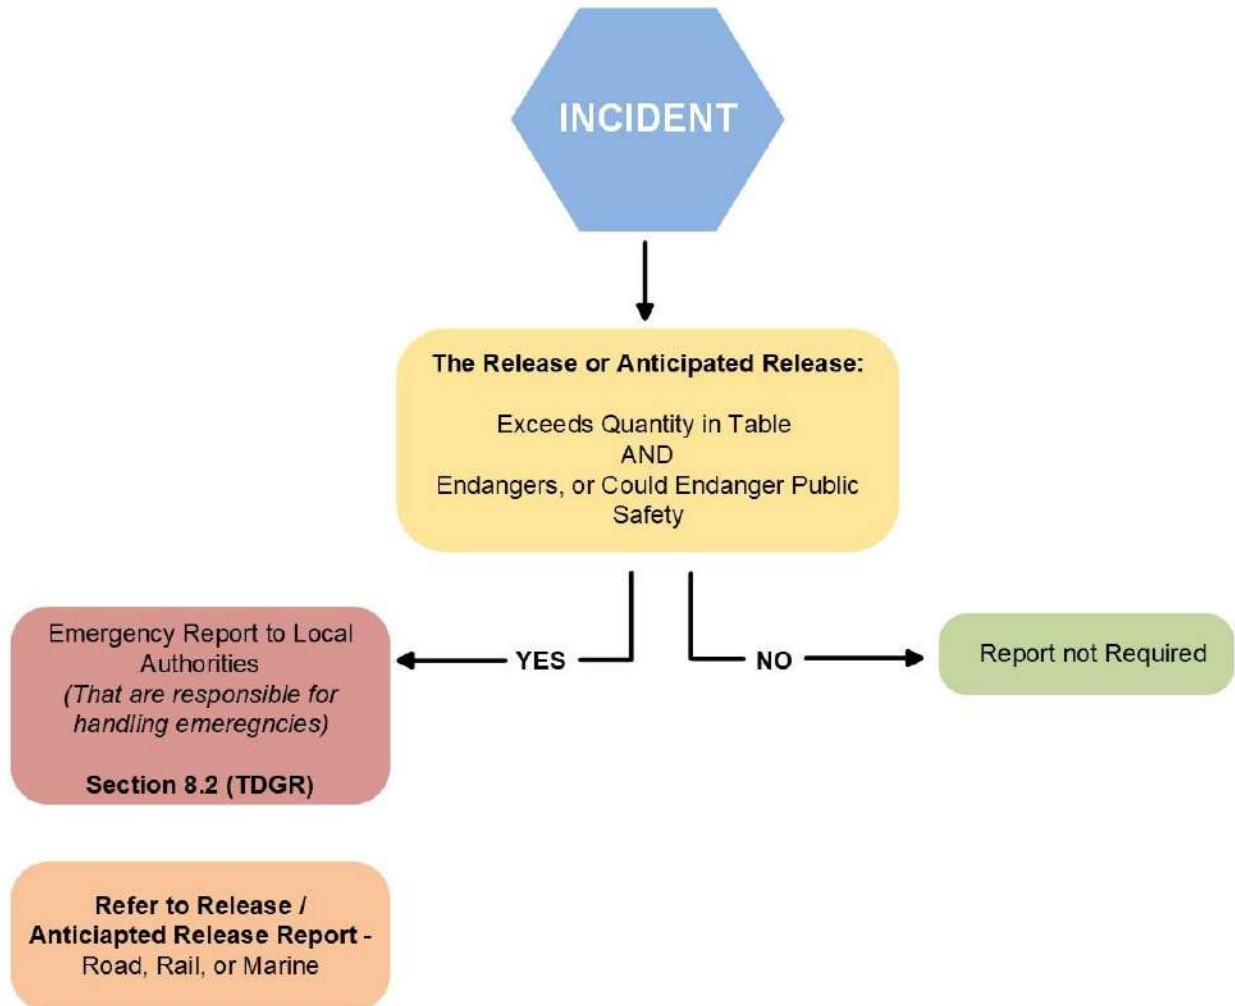 INCIDENT
The Release or Anticipated Release:
Exceeds Quantity in Table
AND
Endangers, or Could Endanger Public
Safety
Emergency Report to Local
Authorities
(That are responsible for
handling emeregncies)
Section 8.2 (TDGR)
YES
NO
Report not Required
Refer to Release /
Anticiapted Release Report -
Road, Rail, or Marine